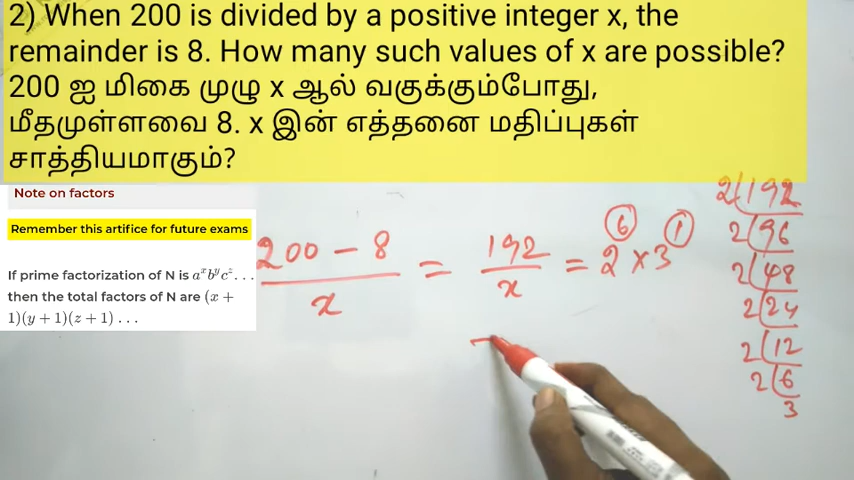 2) When 200 is divided by a positive integer x, the
remainder is 8. How many such values of x are possible?
200 ஐ மிகை முழு x ஆல் வகுக்கும்போது,
மீதமுள்ளவை 8. x இன் எத்தனை மதிப்புகள்
சாத்தியமாகும்?
Note on factors
Remember this artifice for future exams
If prime factorization of N is a^x b^y c^z...
then the total factors of N are (x +
1)(y + 1)(z + 1) ...
200 - 8 / x = 192 / x = 2^6 × 3^1
2 | 192
2 | 96
2 | 48
2 | 24
2 | 12
2 | 6
3